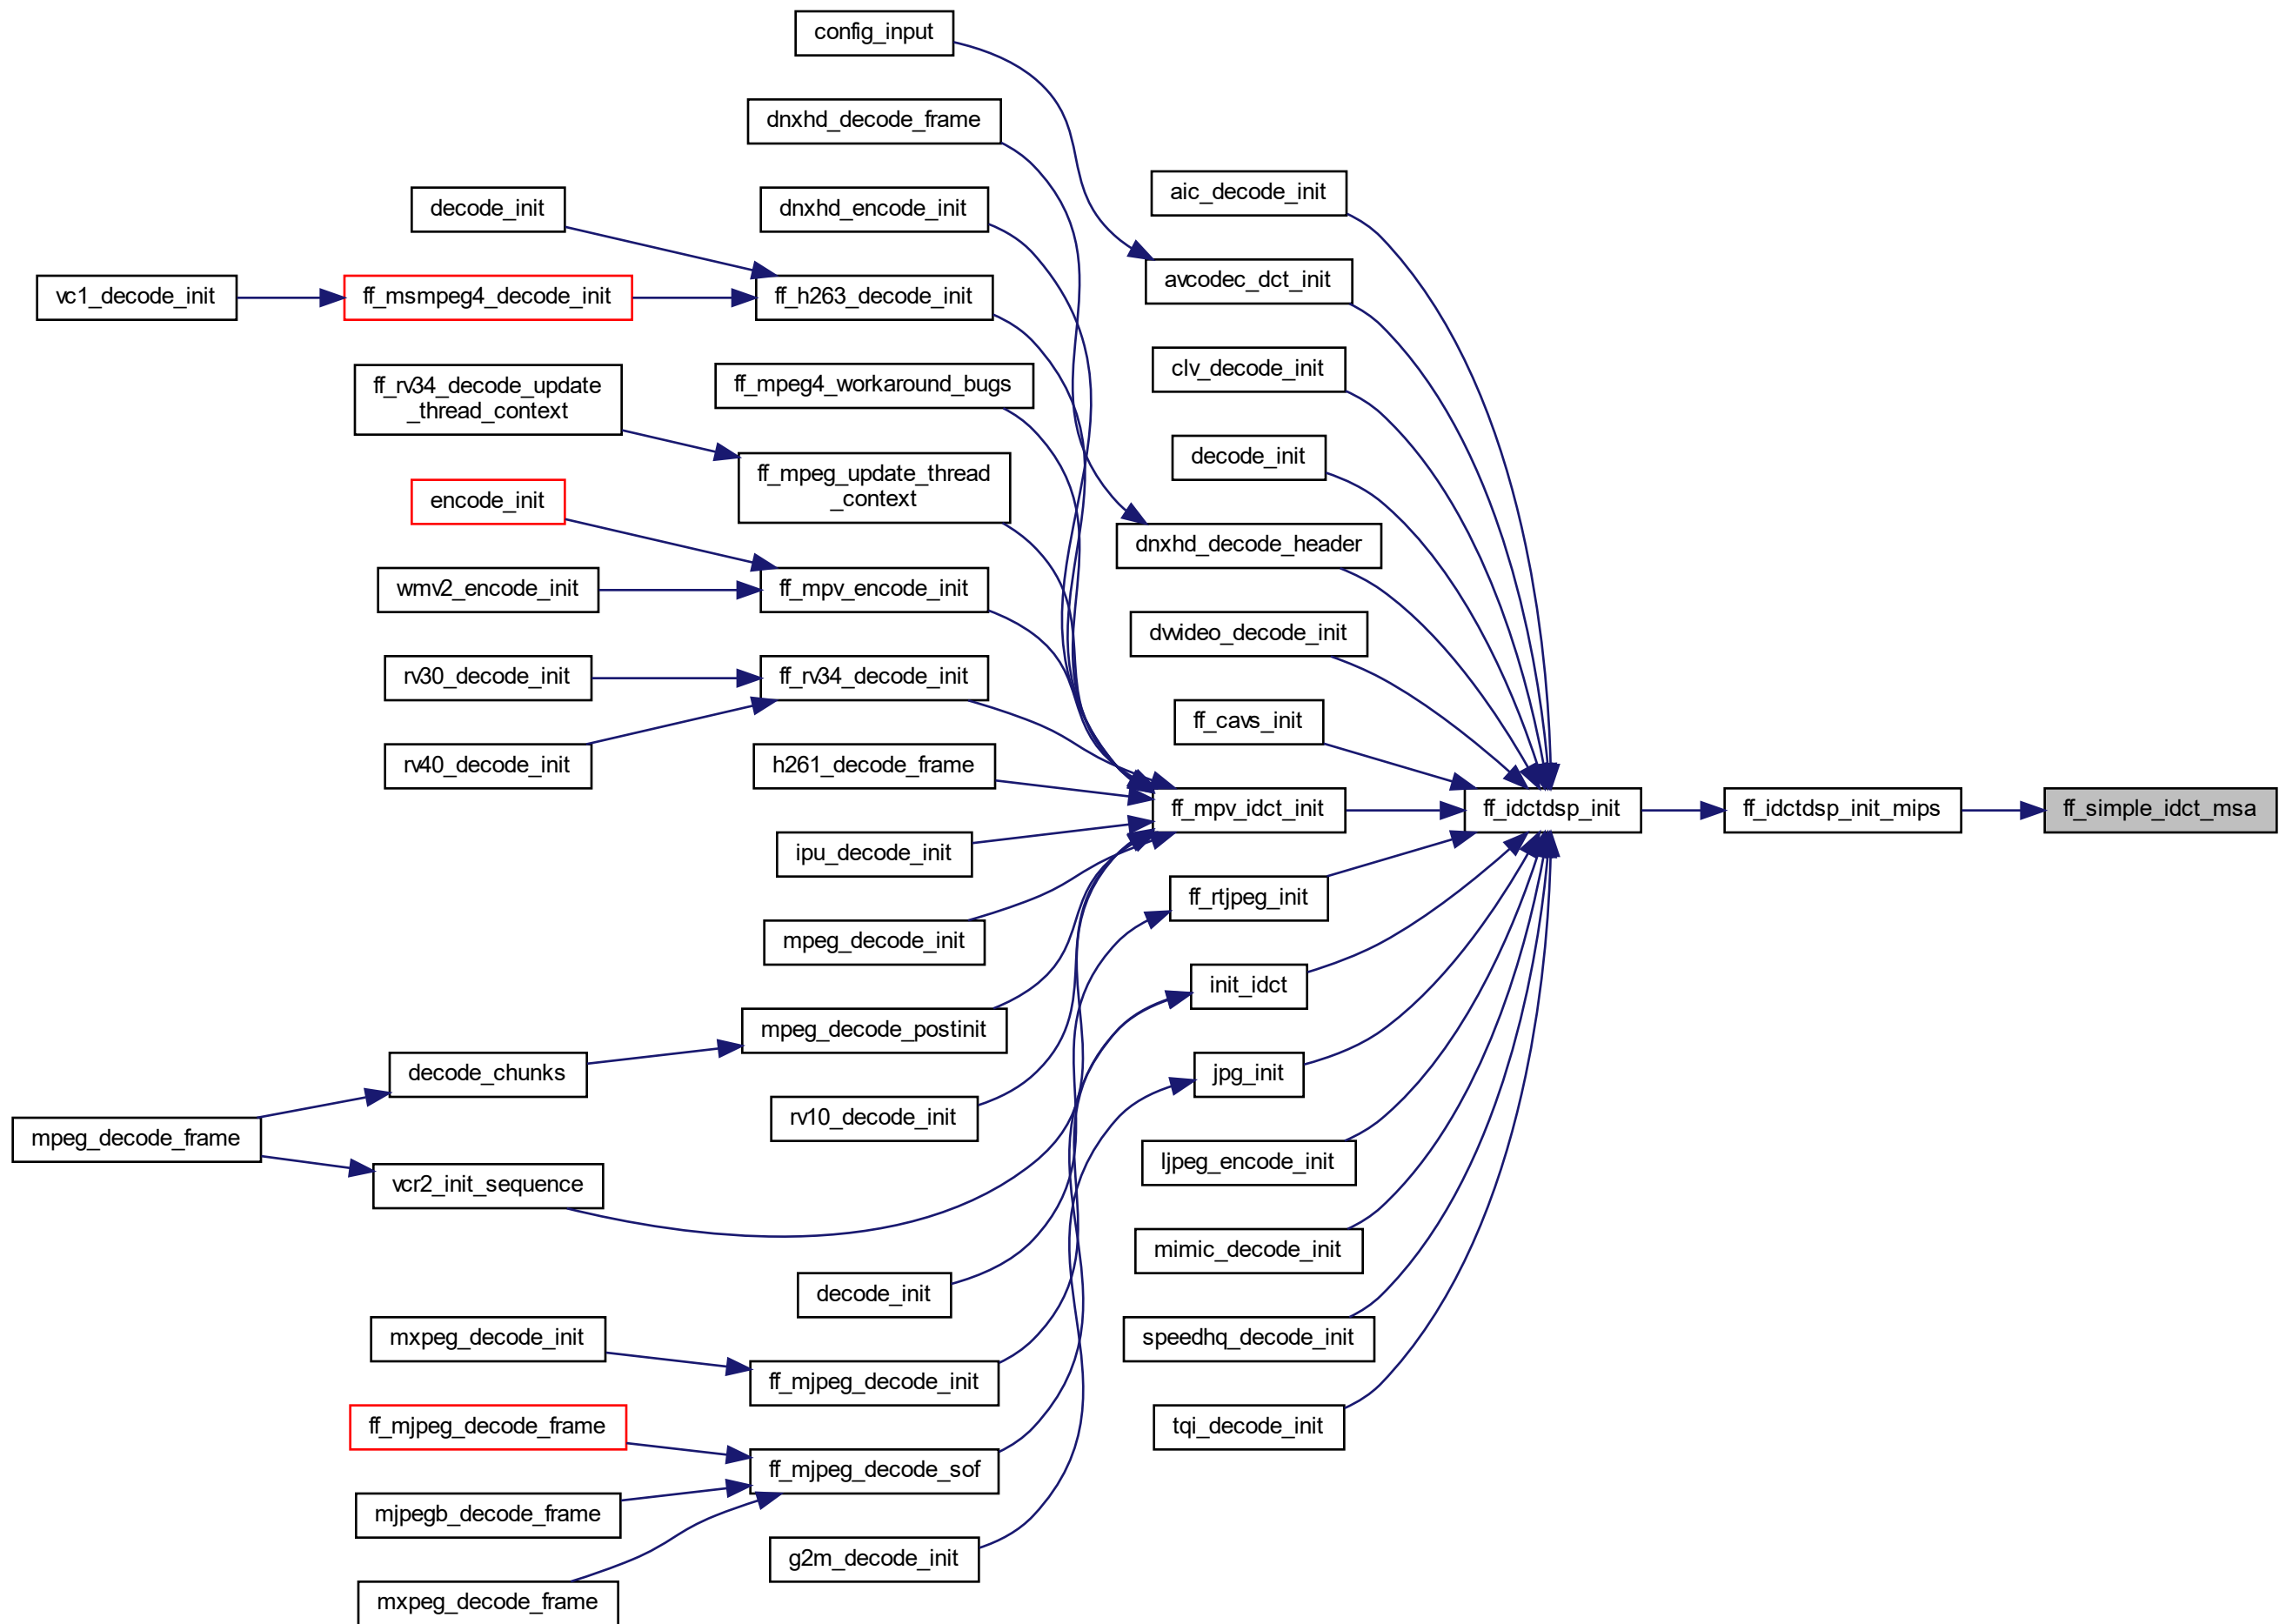 config_input
dnxhd_decode_frame
aic_decode_init
decode_init
dnxhd_encode_init
avcodec_dct_init
vc1_decode_init
ff_msmpeg4_decode_init
ff_h263_decode_init
clv_decode_init
ff_rv34_decode_update
_thread_context
ff_mpeg4_workaround_bugs
decode_init
ff_mpeg_update_thread
_context
encode_init
dnxhd_decode_header
wmv2_encode_init
ff_mpv_encode_init
dwideo_decode_init
rv30_decode_init
ff_rv34_decode_init
ff_cavs_init
rv40_decode_init
h261_decode_frame
ff_mpv_idct_init
ff_idctdsp_init
ff_idctdsp_init_mips
ff_simple_idct_msa
ipu_decode_init
ff_rtjpeg_init
mpeg_decode_init
init_idct
mpeg_decode_postinit
decode_chunks
jpg_init
rv10_decode_init
mpeg_decode_frame
ljpeg_encode_init
vcr2_init_sequence
mimic_decode_init
decode_init
mxpeg_decode_init
speedhq_decode_init
ff_mjpeg_decode_init
ff_mjpeg_decode_frame
tqi_decode_init
ff_mjpeg_decode_sof
mjpegb_decode_frame
g2m_decode_init
mxpeg_decode_frame